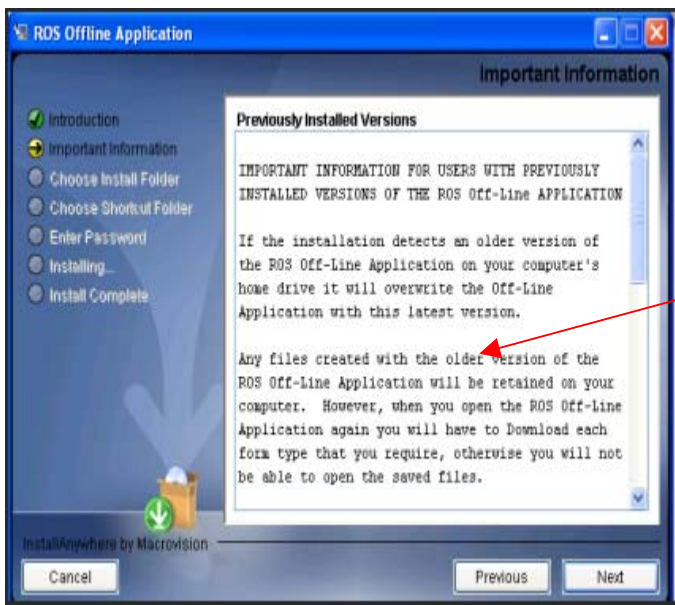 ROS Offline Application
Important Information
Introduction
Important Information
Choose Install Folder
Choose Shortcut Folder
Enter Password
Installing...
Install Complete
Previously Installed Versions
IMPORTANT INFORMATION FOR USERS WITH PREVIOUSLY
INSTALLED VERSIONS OF THE ROS Off-Line APPLICATION
If the installation detects an older version of
the ROS Off-Line Application on your computer's
home drive it will overwrite the Off-Line
Application with this latest version.
Any files created with the older version of the
ROS Off-Line Application will be retained on your
computer. However, when you open the ROS Off-Line
Application again you will have to Download each
form type that you require, otherwise you will not
be able to open the saved files.
InstallAnywhere by Macrovision
Cancel
Previous
Next